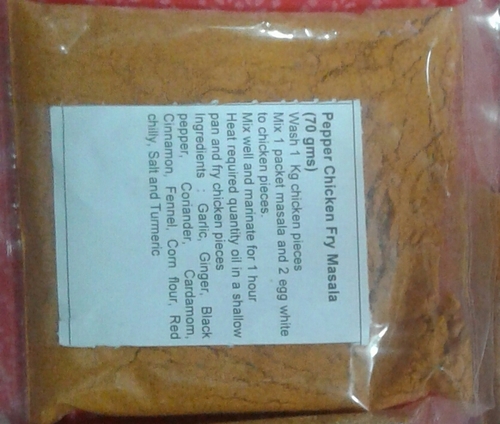 Pepper Chicken Fry Masala
(70 gms)
Wash 1 Kg chicken pieces
Mix 1 packet masala and 2 egg white
to chicken pieces.
Mix well and marinate for 1 hour
Heat required quantity oil in a shallow
pan and fry chicken pieces
Ingredients : Garlic, Ginger, Black
pepper, Coriander, Cardamom,
Cinnamon, Fennel, Corn flour, Red
chilly, Salt and Turmeric